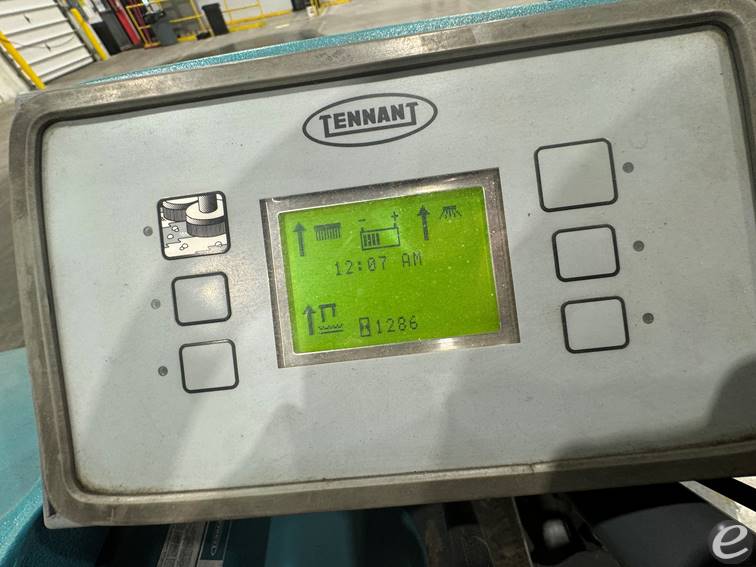 TENNANT
- +
12:07 AM
1286
e